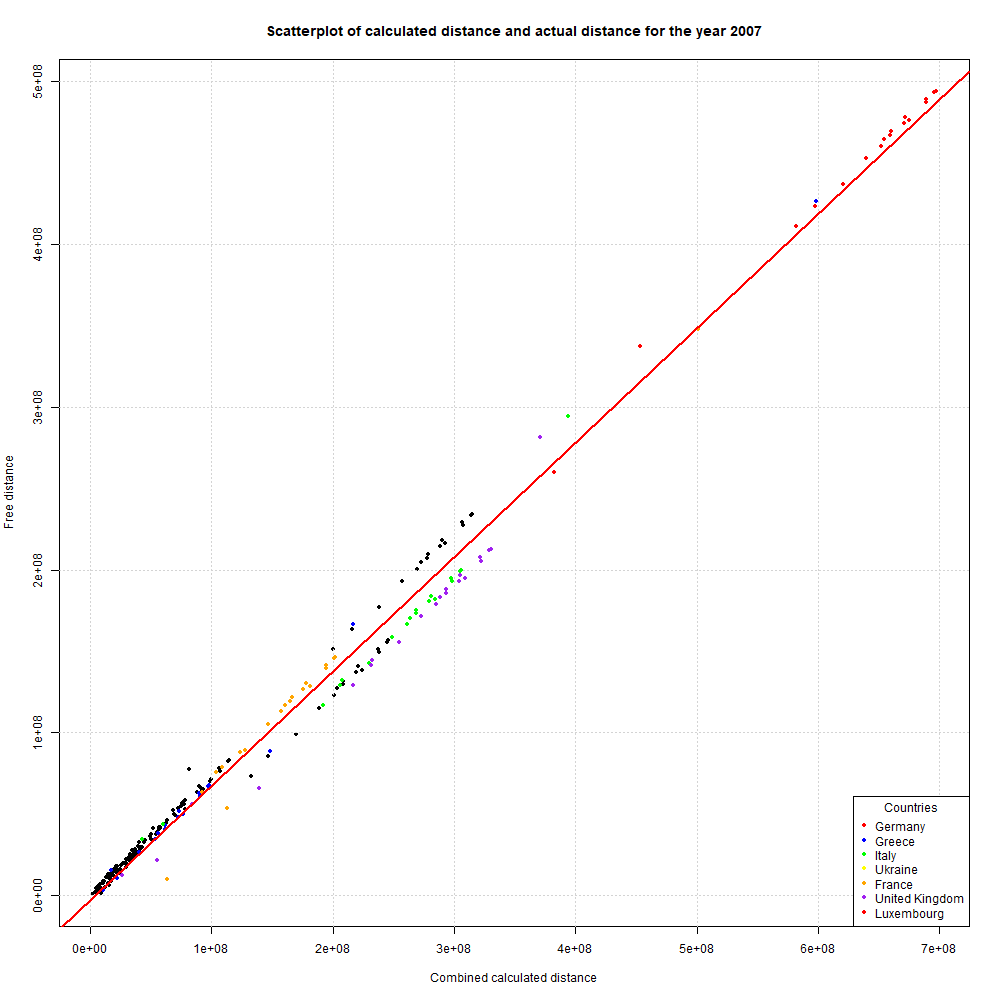 Scatterplot of calculated distance and actual distance for the year 2007
5e+08
4e+08
3e+08
2e+08
1e+08
0e+00
Free distance
0e+00 1e+08 2e+08 3e+08 4e+08 5e+08 6e+08 7e+08
Combined calculated distance
Countries
Germany
Greece
Italy
Ukraine
France
United Kingdom
Luxembourg